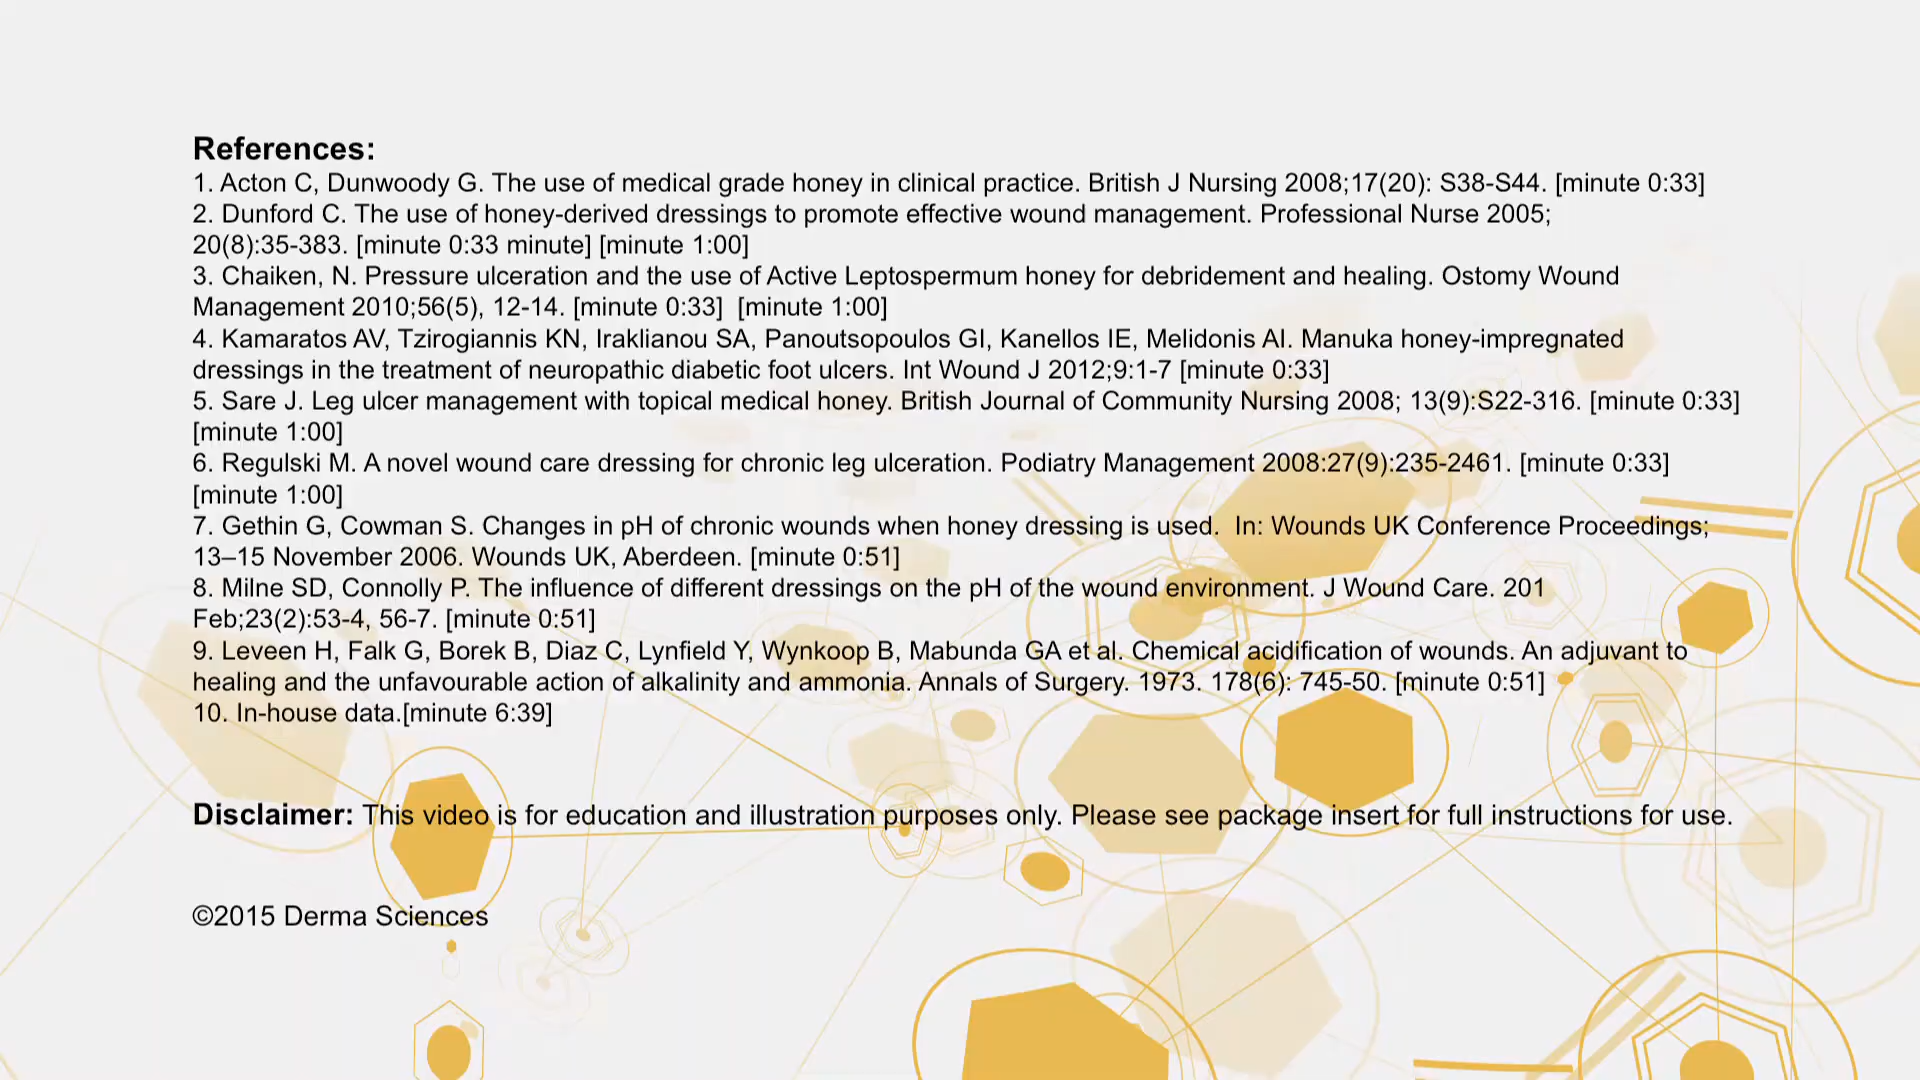 References:
1. Acton C, Dunwoody G. The use of medical grade honey in clinical practice. British J Nursing 2008;17(20): S38-S44. [minute 0:33]
2. Dunford C. The use of honey-derived dressings to promote effective wound management. Professional Nurse 2005;
20(8):35-383. [minute 0:33 minute] [minute 1:00]
3. Chaiken, N. Pressure ulceration and the use of Active Leptospermum honey for debridement and healing. Ostomy Wound
Management 2010;56(5), 12-14. [minute 0:33]  [minute 1:00]
4. Kamaratos AV, Tzirogiannis KN, Iraklianou SA, Panoutsopoulos GI, Kanellos IE, Melidonis AI. Manuka honey-impregnated
dressings in the treatment of neuropathic diabetic foot ulcers. Int Wound J 2012;9:1-7 [minute 0:33]
5. Sare J. Leg ulcer management with topical medical honey. British Journal of Community Nursing 2008; 13(9):S22-316. [minute 0:33]
[minute 1:00]
6. Regulski M. A novel wound care dressing for chronic leg ulceration. Podiatry Management 2008:27(9):235-2461. [minute 0:33]
[minute 1:00]
7. Gethin G, Cowman S. Changes in pH of chronic wounds when honey dressing is used.  In: Wounds UK Conference Proceedings;
13–15 November 2006. Wounds UK, Aberdeen. [minute 0:51]
8. Milne SD, Connolly P. The influence of different dressings on the pH of the wound environment. J Wound Care. 201
Feb;23(2):53-4, 56-7. [minute 0:51]
9. Leveen H, Falk G, Borek B, Diaz C, Lynfield Y, Wynkoop B, Mabunda GA et al. Chemical acidification of wounds. An adjuvant to
healing and the unfavourable action of alkalinity and ammonia. Annals of Surgery. 1973. 178(6): 745-50. [minute 0:51]
10. In-house data.[minute 6:39]
Disclaimer: This video is for education and illustration purposes only. Please see package insert for full instructions for use.
©2015 Derma Sciences